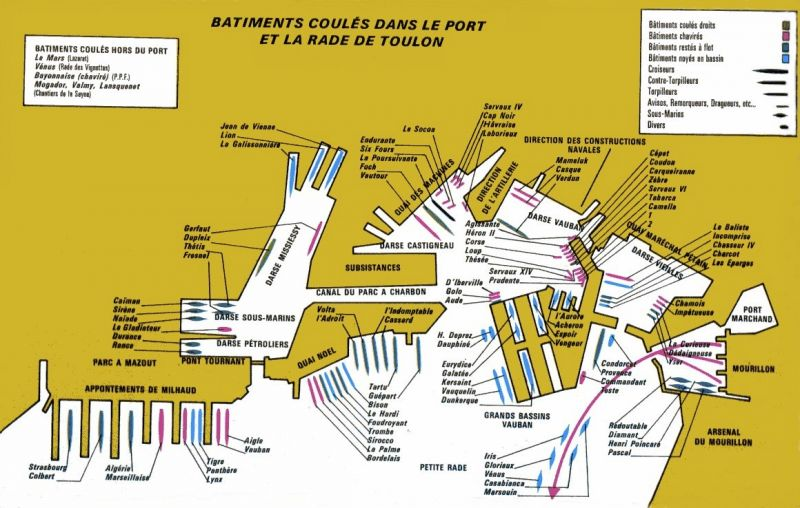 BATIMENTS COULÉS DANS LE PORT
ET LA RADE DE TOULON
BATIMENTS COULÉS HORS DU PORT
Le Mars (Lazaret)
Vénus (Rade des Vignettes)
Bayonnaise (chaviré) (P.P.F.)
Mogador, Valmy, Lansquenet
(Chantiers de la Seyne)
Bâtiments coulés droits
Bâtiments chavirés
Bâtiments restés à flot
Bâtiments noyés en bassin
Croiseurs
Contre-Torpilleurs
Torpilleurs
Avisos, Remorqueurs, Dragueurs, etc...
Sous-Marins
Divers
Jean de Vienne
Lion
La Galissonnière
Le Socoa
Endurante
Six Fours
La Poursuivante
Foch
Vautour
Servaux IV
Cap Noir
Hâvraise
Laborieux
QUAI DES MACHINES
DIRECTION
DE L'ARTILLERIE
DIRECTION DES CONSTRUCTIONS
NAVALES
Mameluk
Casque
Verdun
Cépet
Coudon
Carqueiranne
Zèbre
Servaux VI
Tabarca
Camelia
1
2
DARSE VAUBAN
QUAI MARÉCHAL PÉTAIN
DARSE VIEILLES
La Baliste
Incomprise
Chasseur IV
Charcot
Les Eparges
Gerfaut
Dupleix
Thétis
Fresnel
DARSE MISSIESSY
DARSE CASTIGNEAU
SUBSISTANCES
CANAL DU PARC A CHARBON
Agissante
Héron II
Corse
Loup
Thésée
Servaux XIV
Prudente
D'Iberville
Golo
Aude
Caïman
Sirène
Naïade
Le Gladiateur
Durance
Rance
DARSE SOUS-MARINS
DARSE PÉTROLIERS
PARC A MAZOUT
PONT TOURNANT
QUAI NOEL
APPONTEMENTS DE MILHAUD
Volta
l'Adroit
l'Indomptable
Cassard
H. Deproz
Dauphiné
l'Aurore
Acheron
Espoir
Vengeur
Chamois
Impétueuse
PORT
MARCHAND
La Curieuse
Dédaigneuse
Yser
MOURILLON
Eurydice
Galatée
Kersaint
Vauquelin
Dunkerque
GRANDS BASSINS
VAUBAN
Condorcet
Provence
Commandant
Teste
Tartu
Guépart
Bison
Le Hardi
Foudroyant
Trombe
Sirocco
La Palme
Bordelais
Redoutable
Diamant
Henri Poincaré
Pascal
ARSENAL
DU MOURILLON
Strasbourg
Colbert
Algérie
Marseillaise
Tigre
Panthère
Lynx
Aigle
Vauban
PETITE RADE
Iris
Glorieux
Vénus
Casabianca
Marsouin